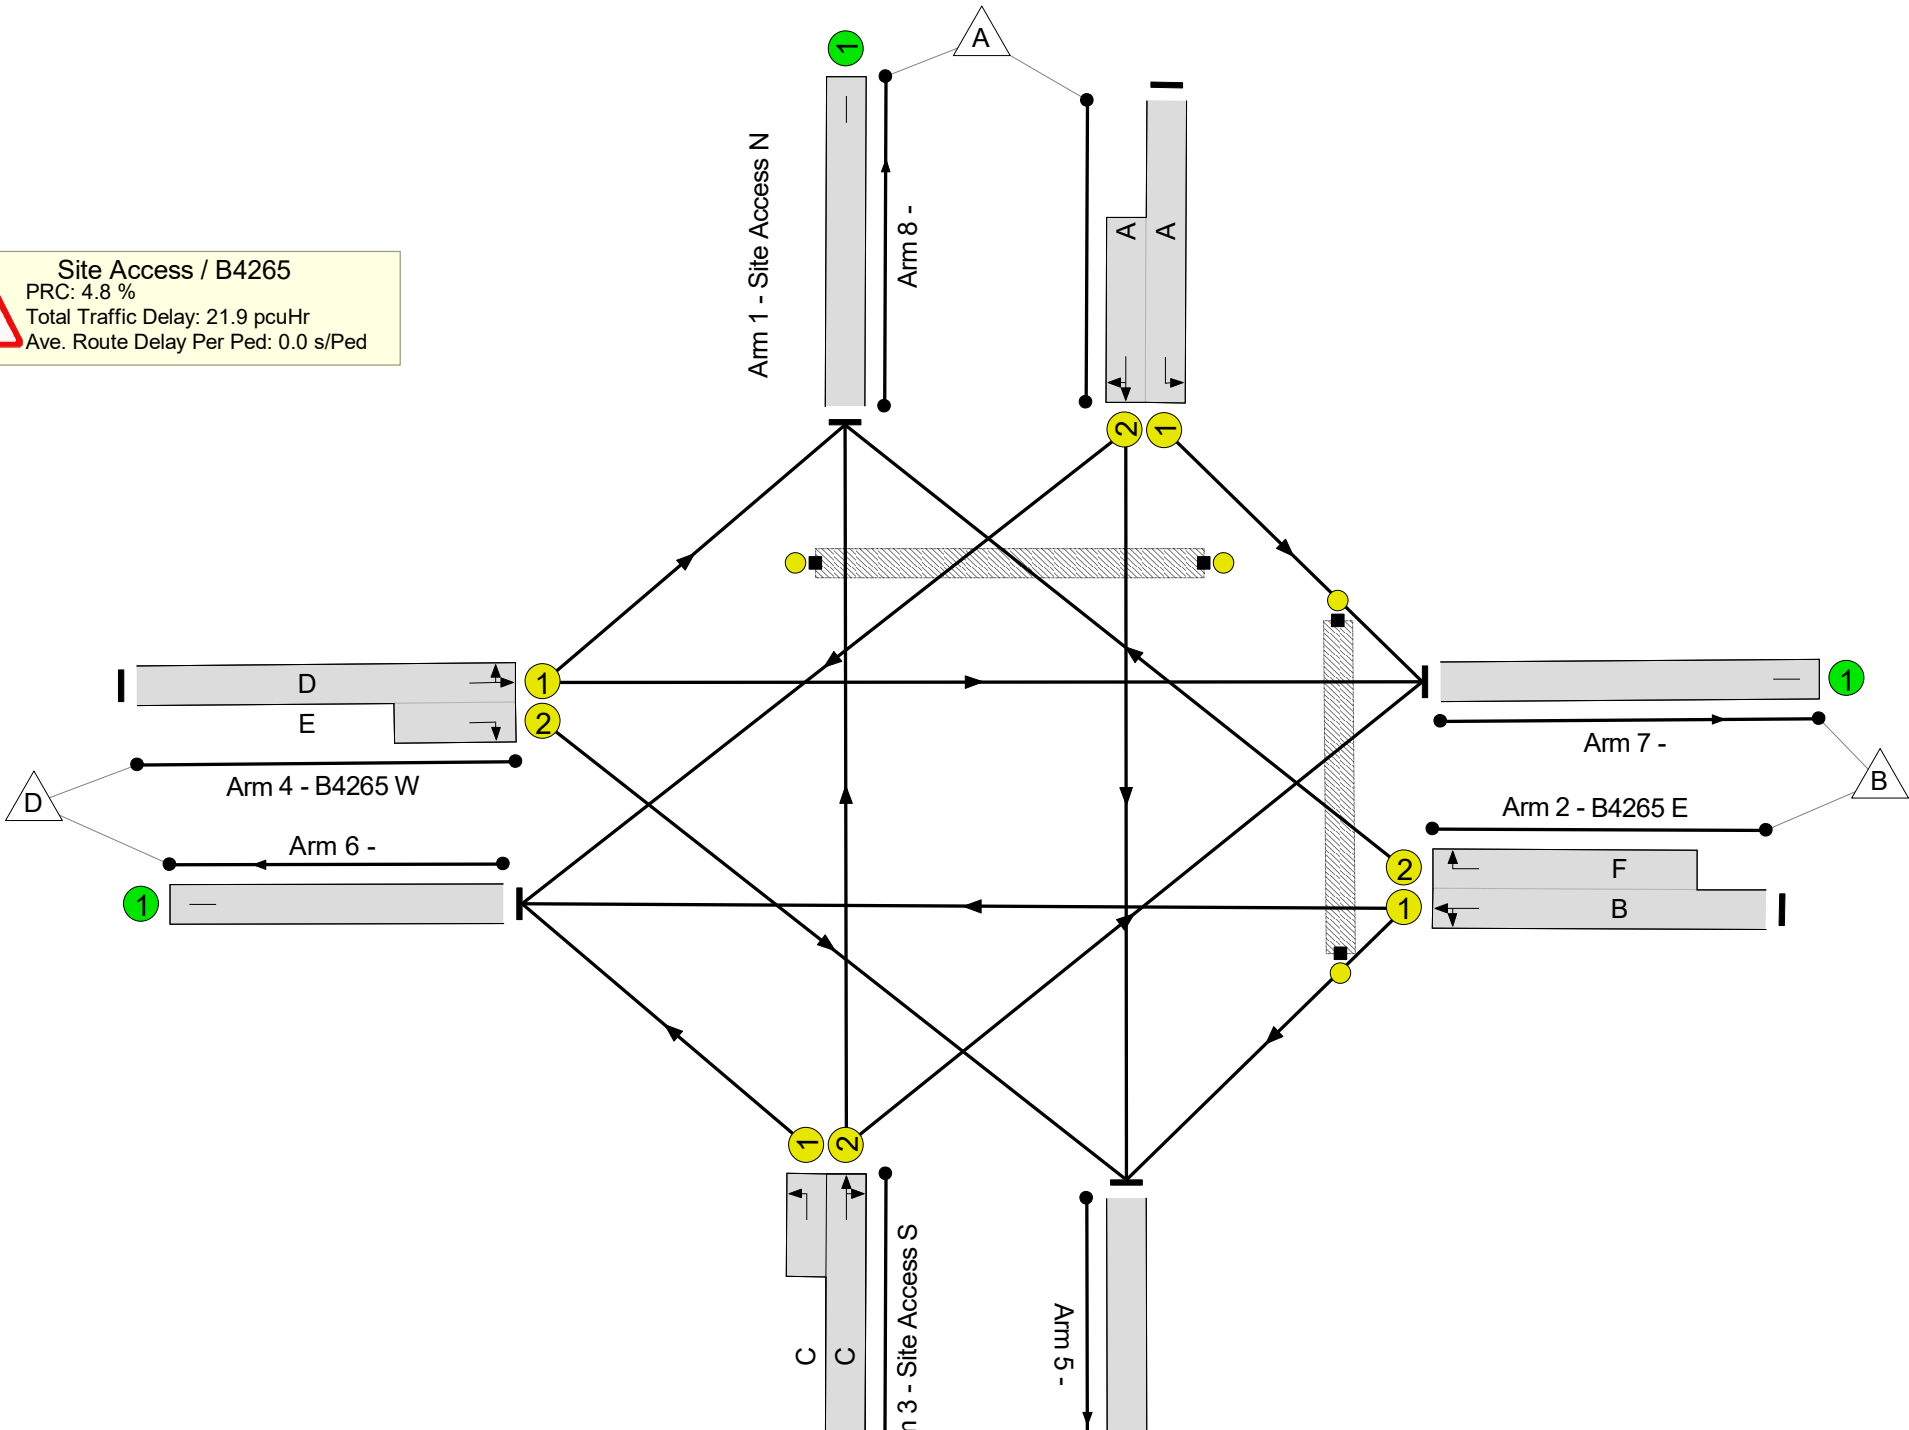 A
1
Arm 1 - Site Access N
Arm 8 -
A
A
Site Access / B4265
PRC: 4.8 %
Total Traffic Delay: 21.9 pcuHr
Ave. Route Delay Per Ped: 0.0 s/Ped
2
1
D
1
E
2
1
Arm 4 - B4265 W
Arm 7 -
D
B
Arm 6 -
Arm 2 - B4265 E
1
2
F
1
B
1
2
C
C
3 - Site Access S
Arm 5 -